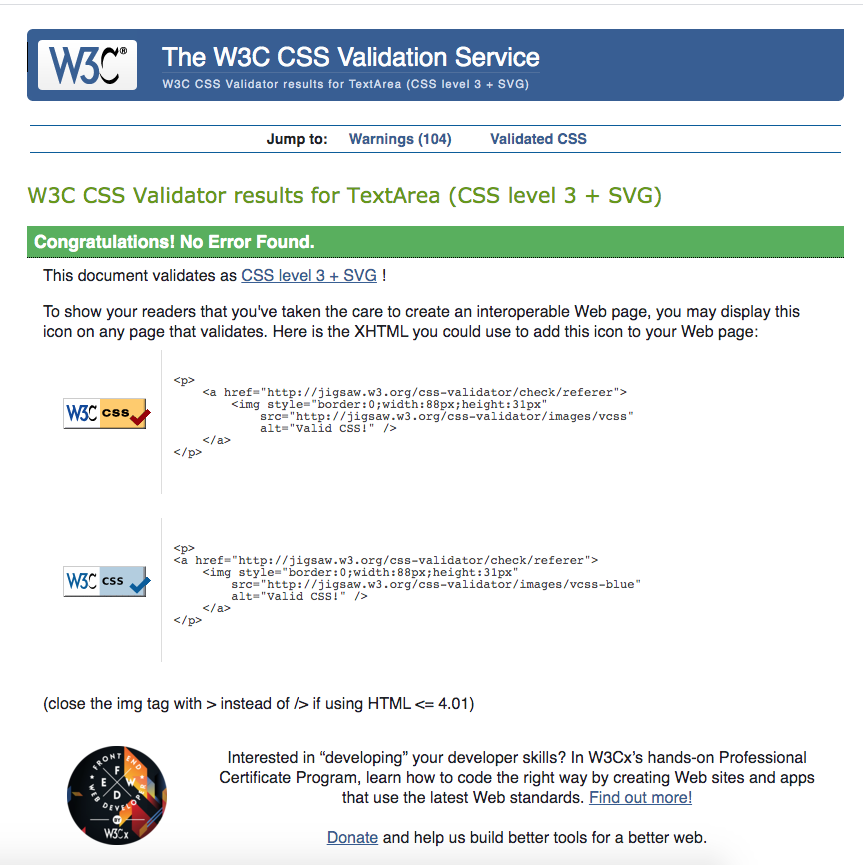 W3C®
The W3C CSS Validation Service
W3C CSS Validator results for TextArea (CSS level 3 + SVG)
Jump to: Warnings (104) Validated CSS
W3C CSS Validator results for TextArea (CSS level 3 + SVG)
Congratulations! No Error Found.
This document validates as CSS level 3 + SVG !
To show your readers that you've taken the care to create an interoperable Web page, you may display this
icon on any page that validates. Here is the XHTML you could use to add this icon to your Web page:
W3C css
<p>
<a href="http://jigsaw.w3.org/css-validator/check/referer">
<img style="border:0;width:88px;height:31px"
src="http://jigsaw.w3.org/css-validator/images/vcss"
alt="Valid CSS!" />
</a>
</p>
W3C css
<p>
<a href="http://jigsaw.w3.org/css-validator/check/referer">
<img style="border:0;width:88px;height:31px"
src="http://jigsaw.w3.org/css-validator/images/vcss-blue"
alt="Valid CSS!" />
</a>
</p>
(close the img tag with > instead of /> if using HTML <= 4.01)
FRONT END
WEB DEVELOPER
F
E W
D
BY
W3Cx
Interested in “developing” your developer skills? In W3Cx’s hands-on Professional
Certificate Program, learn how to code the right way by creating Web sites and apps
that use the latest Web standards. Find out more!
Donate and help us build better tools for a better web.